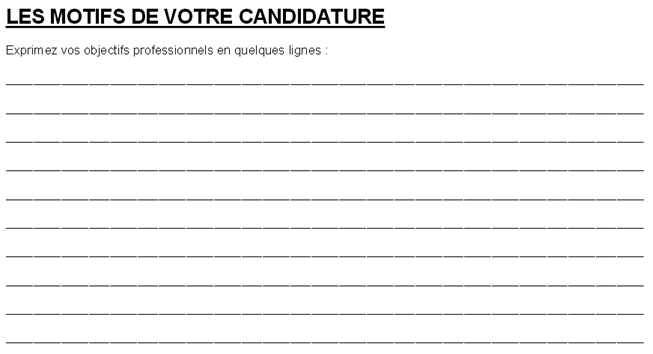 LES MOTIFS DE VOTRE CANDIDATURE
Exprimez vos objectifs professionnels en quelques lignes :